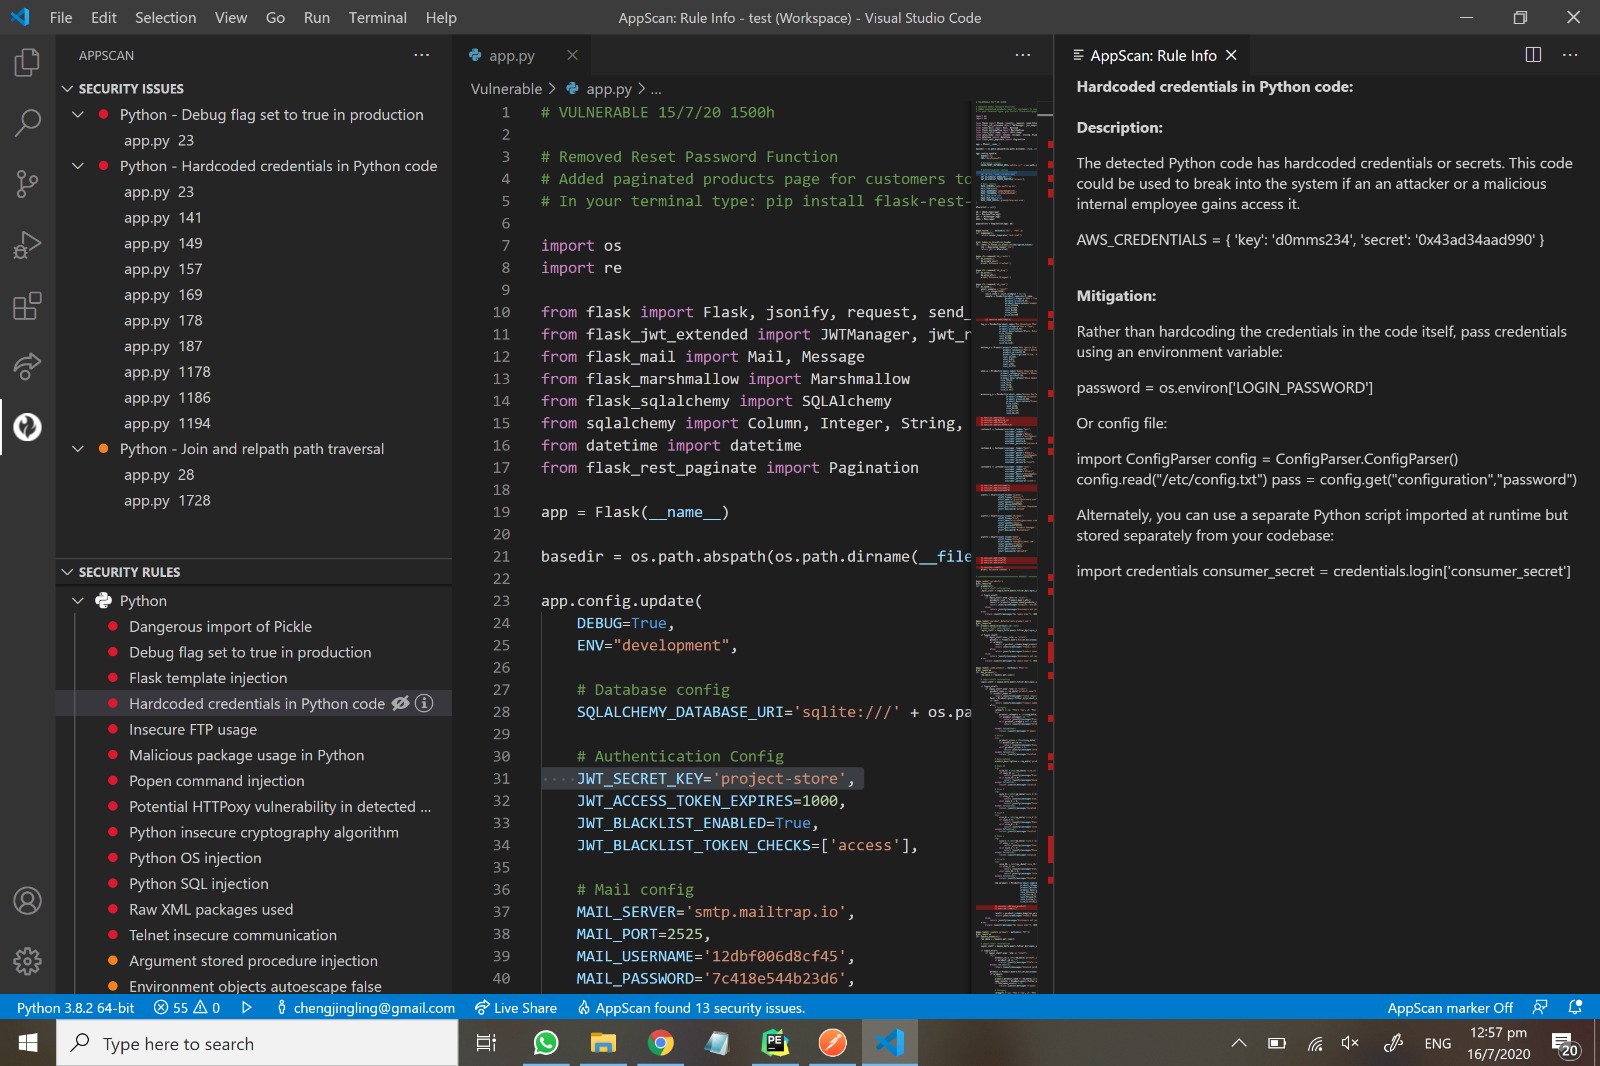 File Edit Selection View Go Run Terminal Help
AppScan: Rule Info - test (Workspace) - Visual Studio Code
APPSCAN
SECURITY ISSUES
Python - Debug flag set to true in production
app.py 23
Python - Hardcoded credentials in Python code
app.py 23
app.py 141
app.py 149
app.py 157
app.py 169
app.py 178
app.py 187
app.py 1178
app.py 1186
app.py 1194
Python - Join and relpath path traversal
app.py 28
app.py 1728
SECURITY RULES
Python
Dangerous import of Pickle
Debug flag set to true in production
Flask template injection
Hardcoded credentials in Python code
Insecure FTP usage
Malicious package usage in Python
Popen command injection
Potential HTTPoxy vulnerability in detected ...
Python insecure cryptography algorithm
Python OS injection
Python SQL injection
Raw XML packages used
Telnet insecure communication
Argument stored procedure injection
Environment objects autoescape false
app.py
Vulnerable > app.py > ...
1 # VULNERABLE 15/7/20 1500h
2
3 # Removed Reset Password Function
4 # Added paginated products page for customers to
5 # In your terminal type: pip install flask-rest-
6
7 import os
8 import re
9
10 from flask import Flask, jsonify, request, send_
11 from flask_jwt_extended import JWTManager, jwt_r
12 from flask_mail import Mail, Message
13 from flask_marshmallow import Marshmallow
14 from flask_sqlalchemy import SQLAlchemy
15 from sqlalchemy import Column, Integer, String,
16 from datetime import datetime
17 from flask_rest_paginate import Pagination
18
19 app = Flask(__name__)
20
21 basedir = os.path.abspath(os.path.dirname(__file
22
23 app.config.update(
24 DEBUG=True,
25 ENV="development",
26
27 # Database config
28 SQLALCHEMY_DATABASE_URI='sqlite:///' + os.pa
29
30 # Authentication Config
31 JWT_SECRET_KEY='project-store',
32 JWT_ACCESS_TOKEN_EXPIRES=1000,
33 JWT_BLACKLIST_ENABLED=True,
34 JWT_BLACKLIST_TOKEN_CHECKS=['access'],
35
36 # Mail config
37 MAIL_SERVER='smtp.mailtrap.io',
38 MAIL_PORT=2525,
39 MAIL_USERNAME='12dbf006d8cf45',
40 MAIL_PASSWORD='7c418e544b23d6',
AppScan: Rule Info
Hardcoded credentials in Python code:
Description:
The detected Python code has hardcoded credentials or secrets. This code
could be used to break into the system if an an attacker or a malicious
internal employee gains access it.
AWS_CREDENTIALS = { 'key': 'd0mms234', 'secret': '0x43ad34aad990' }
Mitigation:
Rather than hardcoding the credentials in the code itself, pass credentials
using an environment variable:
password = os.environ['LOGIN_PASSWORD']
Or config file:
import ConfigParser config = ConfigParser.ConfigParser()
config.read("/etc/config.txt") pass = config.get("configuration","password")
Alternately, you can use a separate Python script imported at runtime but
stored separately from your codebase:
import credentials consumer_secret = credentials.login['consumer_secret']
Python 3.8.2 64-bit 55 0 chengjingling@gmail.com Live Share AppScan found 13 security issues. AppScan marker Off
Type here to search
PE
ENG
12:57 pm
16/7/2020
20